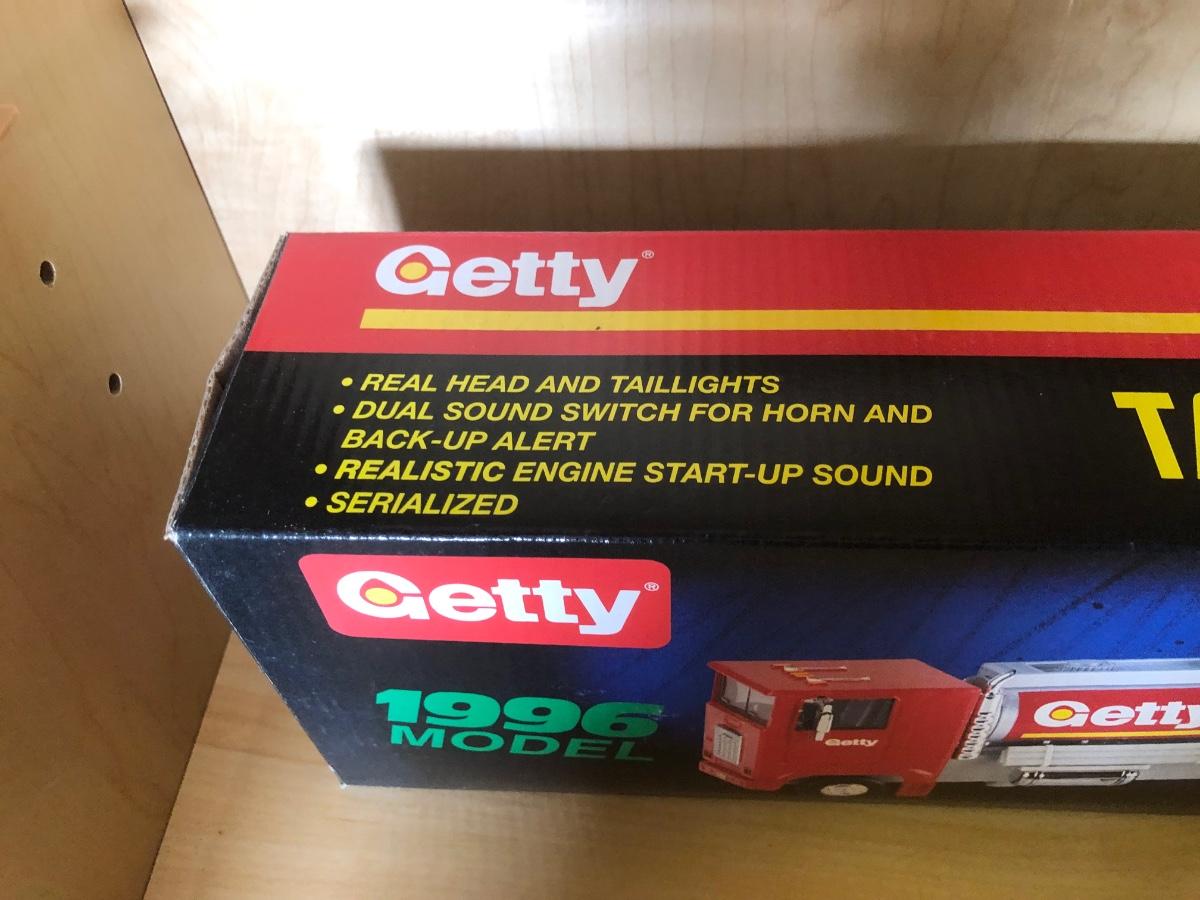 Getty®
• REAL HEAD AND TAILLIGHTS
• DUAL SOUND SWITCH FOR HORN AND
BACK-UP ALERT
• REALISTIC ENGINE START-UP SOUND
• SERIALIZED
Getty®
1996
MODEL
Getty
Getty